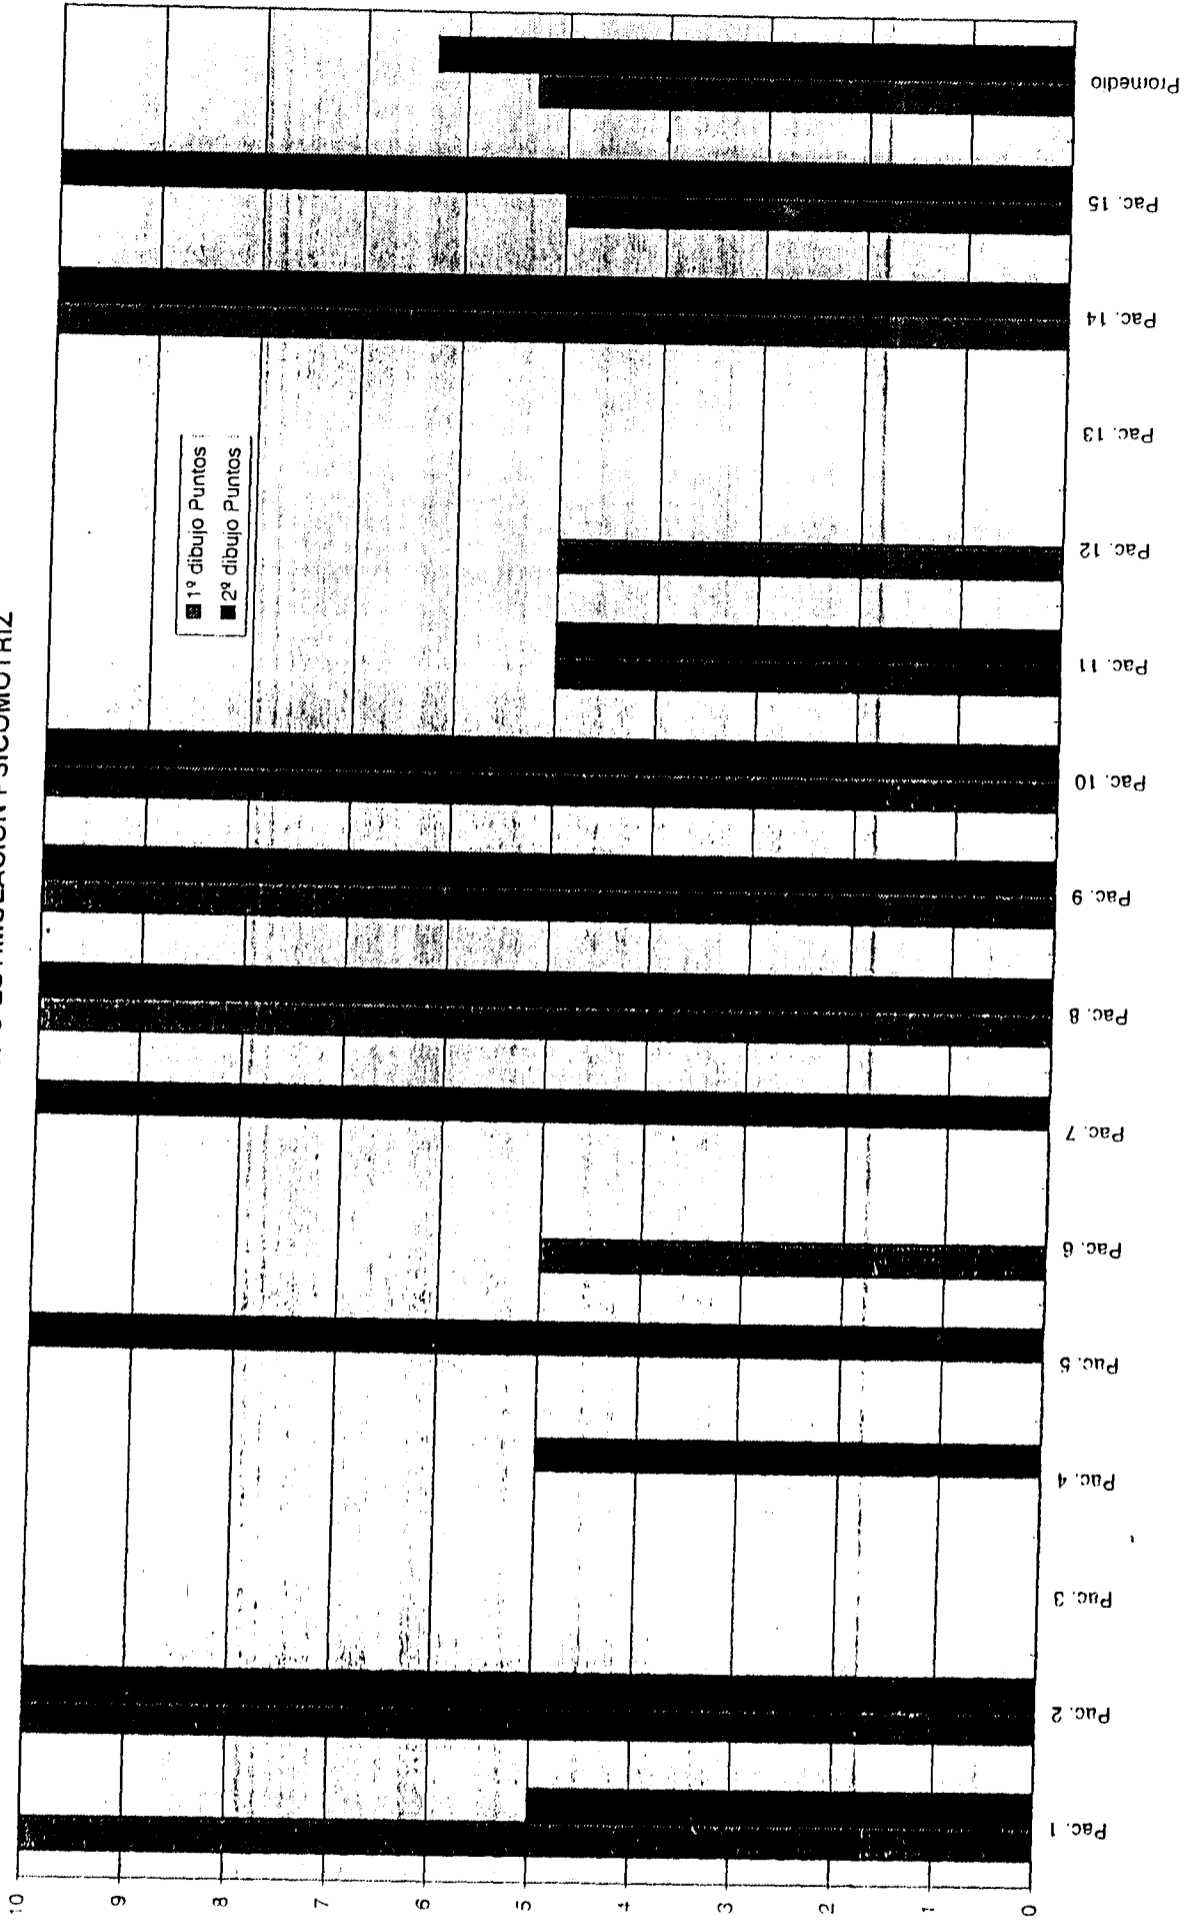 ESTIMULACION PSICOMOTRIZ
1º dibujo Puntos
2º dibujo Puntos
10
9
8
7
6
5
4
3
2
1
0
Pac. 1
Pac. 2
Pac. 3
Pac. 4
Pac. 5
Pac. 6
Pac. 7
Pac. 8
Pac. 9
Pac. 10
Pac. 11
Pac. 12
Pac. 13
Pac. 14
Pac. 15
Promedio